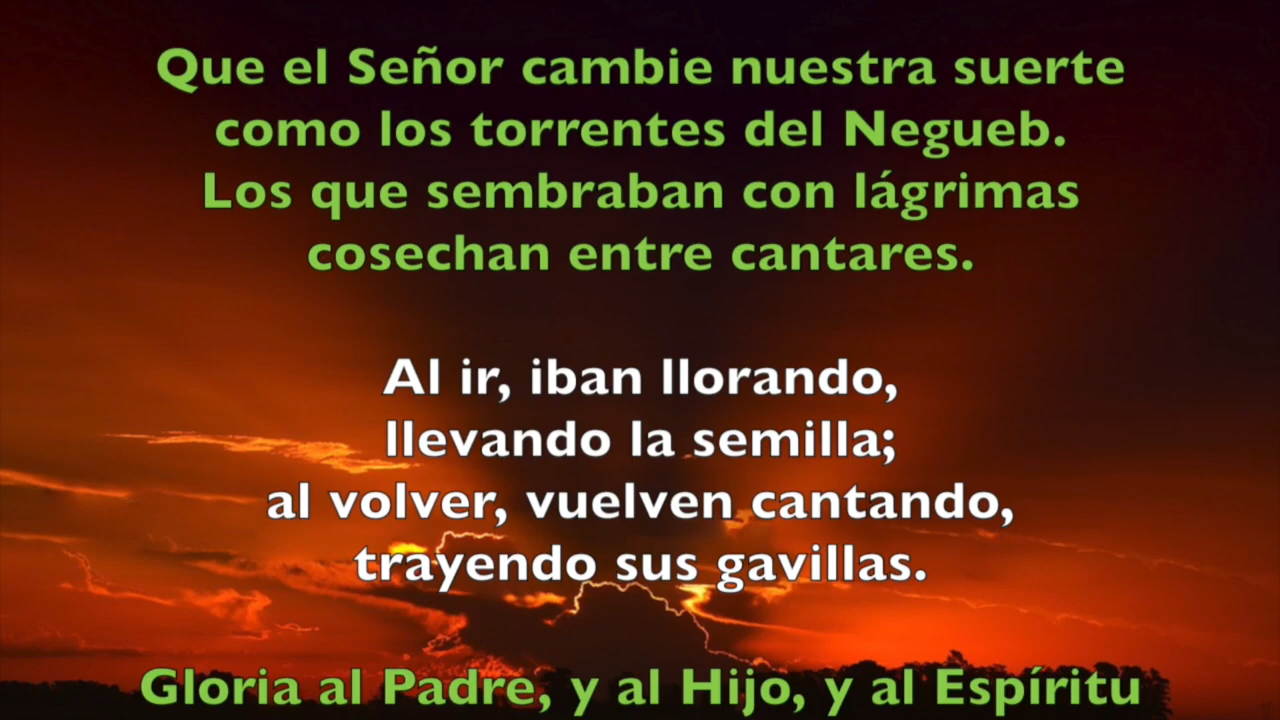 Que el Señor cambie nuestra suerte
como los torrentes del Negueb.
Los que sembraban con lágrimas
cosechan entre cantares.
Al ir, iban llorando,
llevando la semilla;
al volver, vuelven cantando,
trayendo sus gavillas.
Gloria al Padre, y al Hijo, y al Espíritu